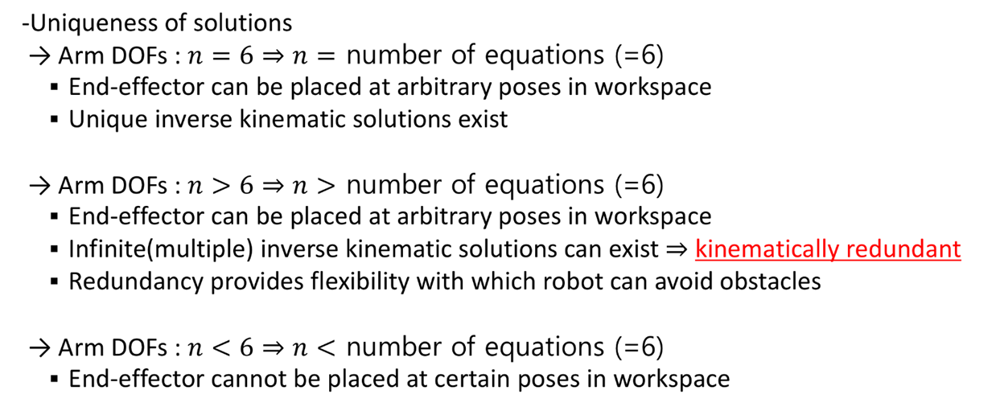 -Uniqueness of solutions
→ Arm DOFs : n = 6 ⇒ n = number of equations (=6)
▪ End-effector can be placed at arbitrary poses in workspace
▪ Unique inverse kinematic solutions exist
→ Arm DOFs : n > 6 ⇒ n > number of equations (=6)
▪ End-effector can be placed at arbitrary poses in workspace
▪ Infinite(multiple) inverse kinematic solutions can exist ⇒ kinematically redundant
▪ Redundancy provides flexibility with which robot can avoid obstacles
→ Arm DOFs : n < 6 ⇒ n < number of equations (=6)
▪ End-effector cannot be placed at certain poses in workspace